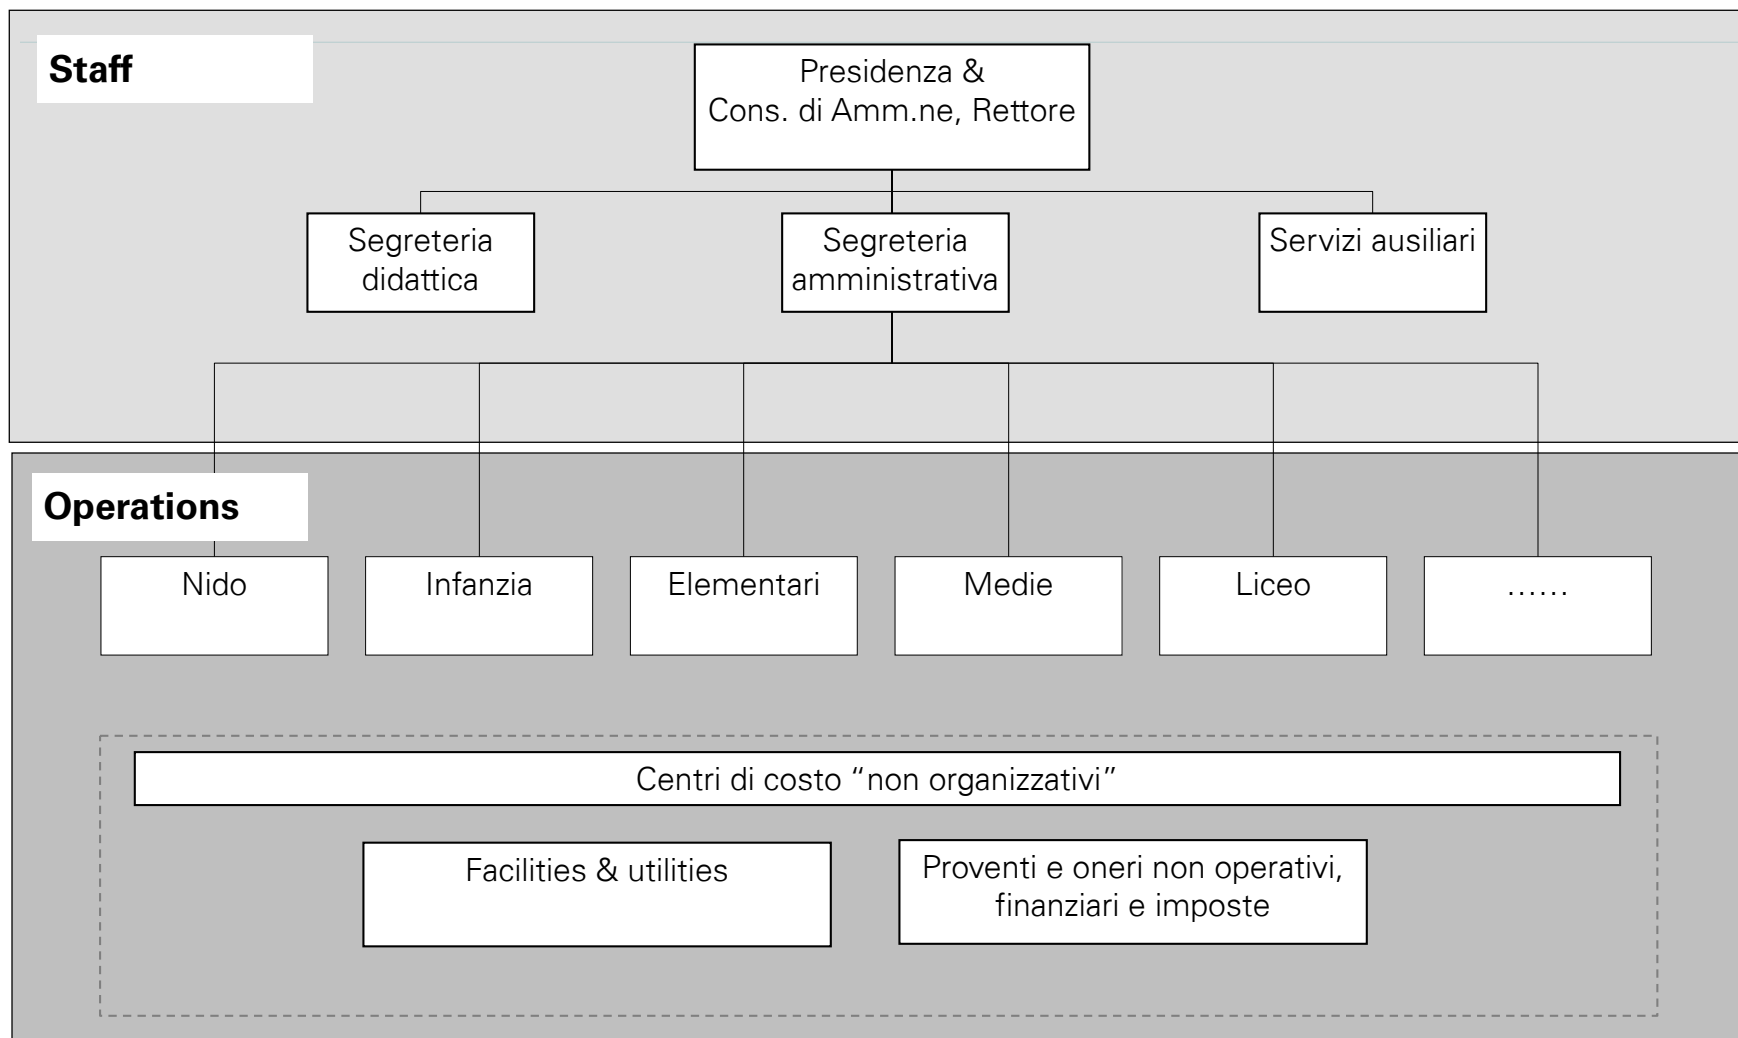 Staff
Presidenza &
Cons. di Amm.ne, Rettore
Segreteria
didattica
Segreteria
amministrativa
Servizi ausiliari
Operations
Nido
Infanzia
Elementari
Medie
Liceo
……
Centri di costo “non organizzativi”
Facilities & utilities
Proventi e oneri non operativi,
finanziari e imposte